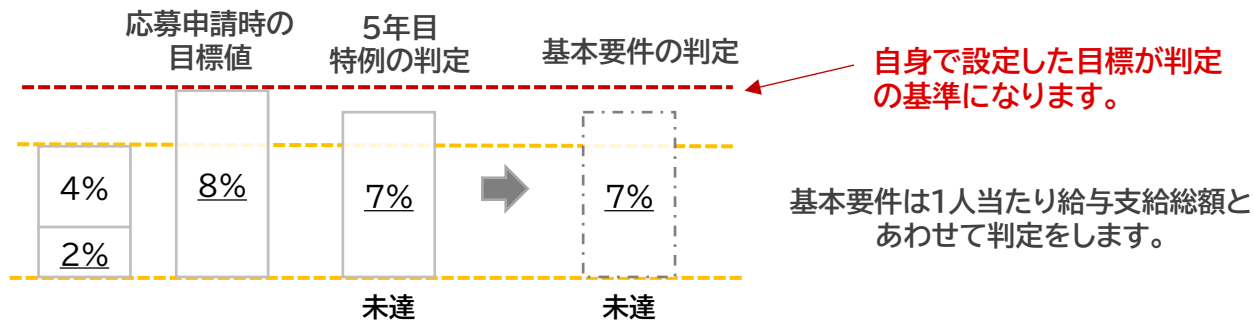 応募申請時の
目標値
5年目
特例の判定
基本要件の判定
自身で設定した目標が判定
の基準になります。
4%
2%
8%
7%
7%
基本要件は1人当たり給与支給総額と
あわせて判定をします。
未達
未達